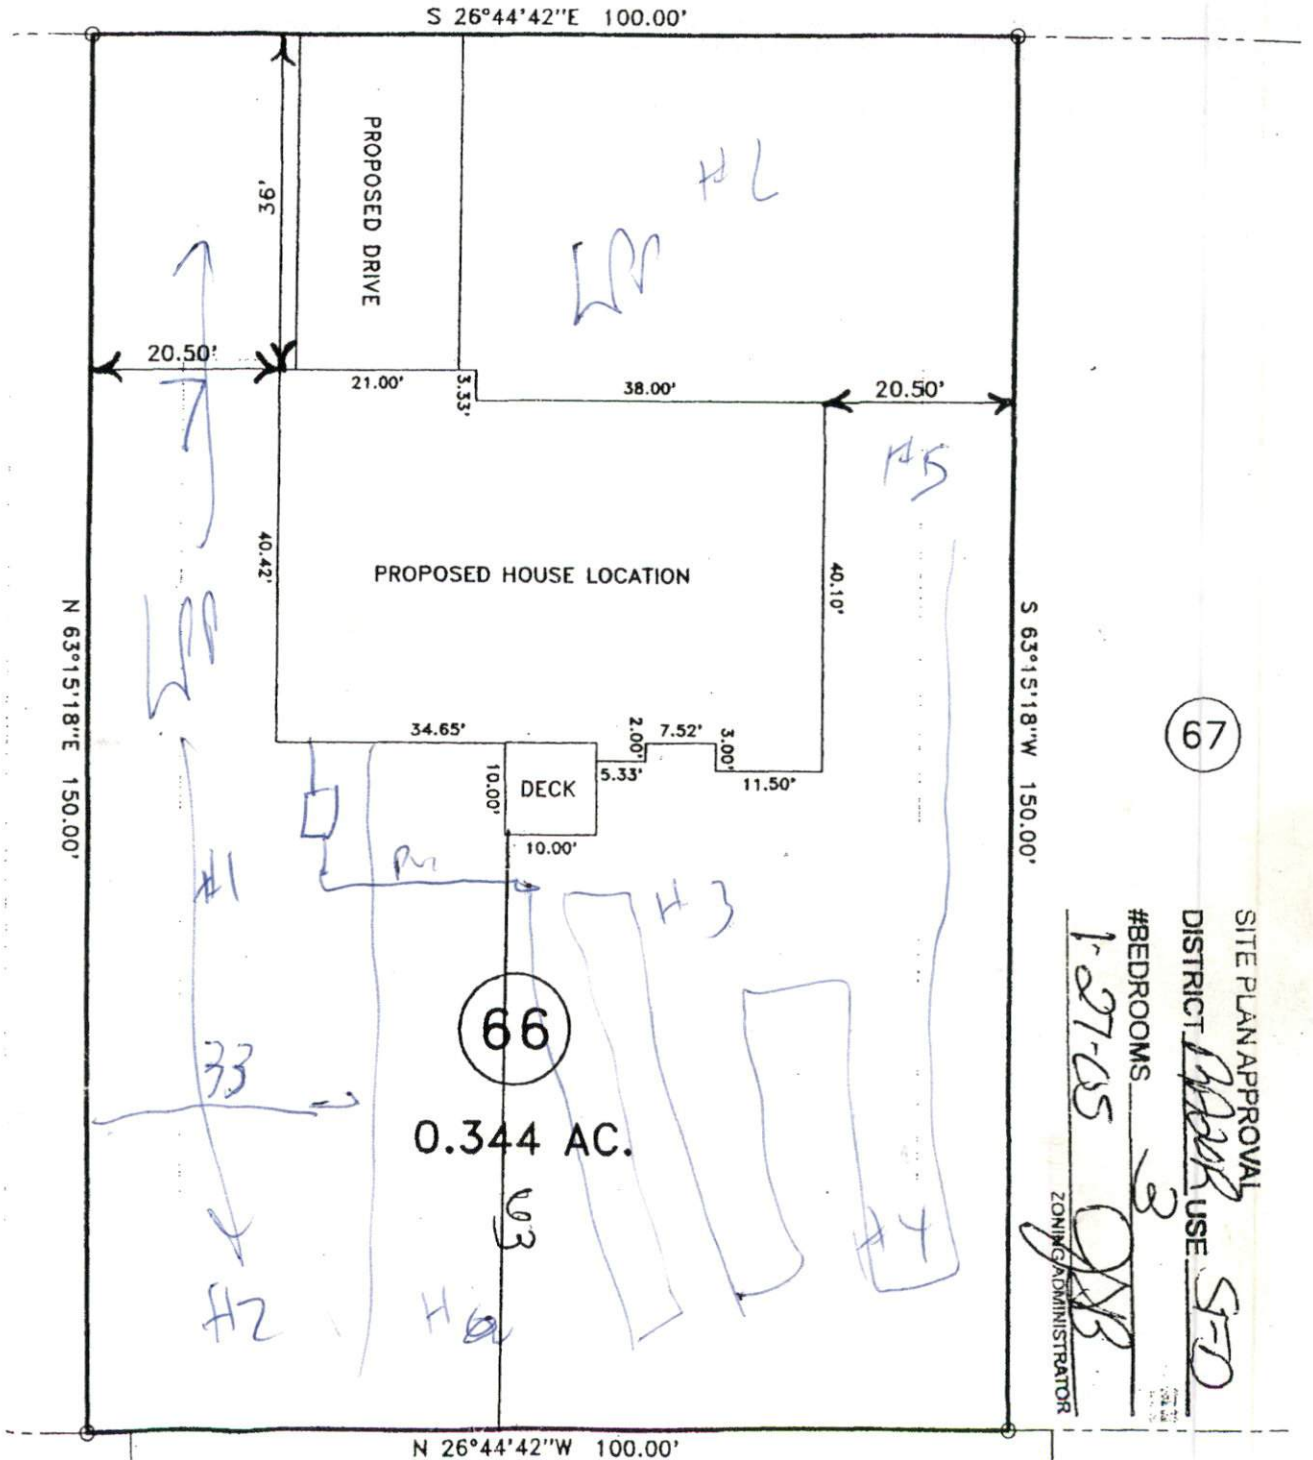 S 26°44'42"E 100.00'
PROPOSED DRIVE
36'
20.50'
21.00'
3.33'
38.00'
20.50'
#5
40.42'
PROPOSED HOUSE LOCATION
40.10'
N 63°15'18"E 150.00'
S 63°15'18"W 150.00'
67
34.65'
10.00'
DECK
10.00'
5.33'
2.00'
7.52'
3.00'
11.50'
#1
#3
66
33
0.344 AC.
63
#4
#2
N 26°44'42"W 100.00'
SITE PLAN APPROVAL
DISTRICT USE
#BEDROOMS 3
1-27-05
ZONING ADMINISTRATOR